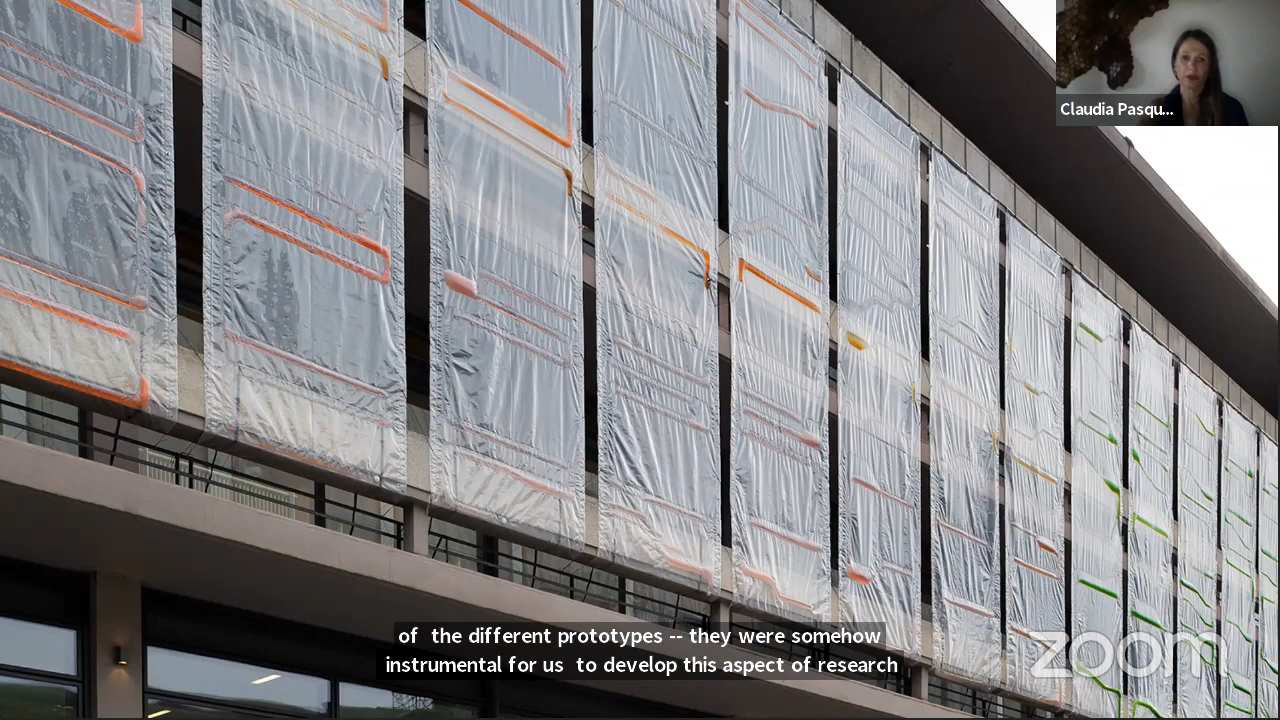 Claudia Pasqu...
of the different prototypes -- they were somehow
instrumental for us to develop this aspect of research
zoom